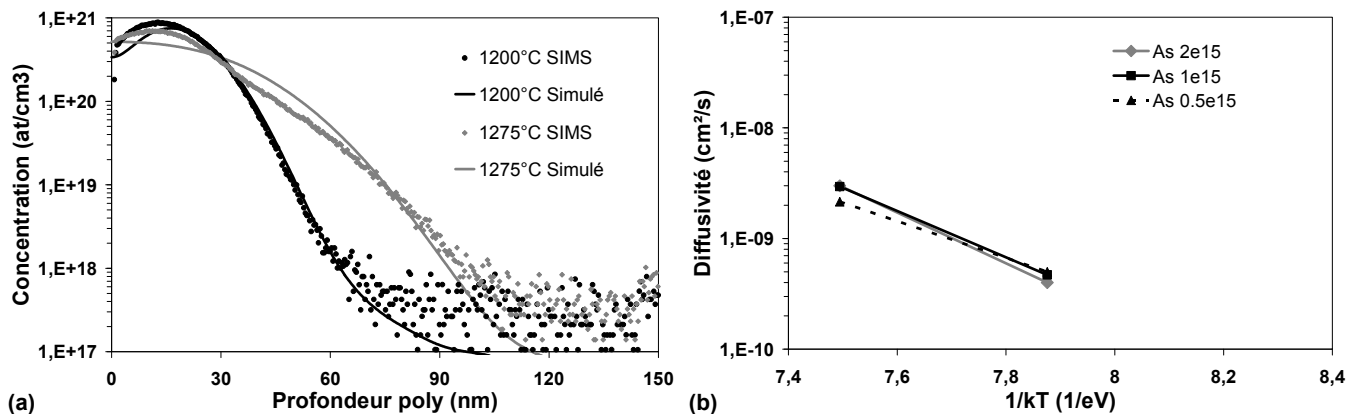 1,E+21
1,E+20
1,E+19
1,E+18
1,E+17
Concentration (at/cm3)
0 30 60 90 120 150
Profondeur poly (nm)
1200°C SIMS
1200°C Simulé
1275°C SIMS
1275°C Simulé
(a)
1,E-07
1,E-08
1,E-09
1,E-10
Diffusivité (cm²/s)
7,4 7,6 7,8 8 8,2 8,4
1/kT (1/eV)
As 2e15
As 1e15
As 0.5e15
(b)